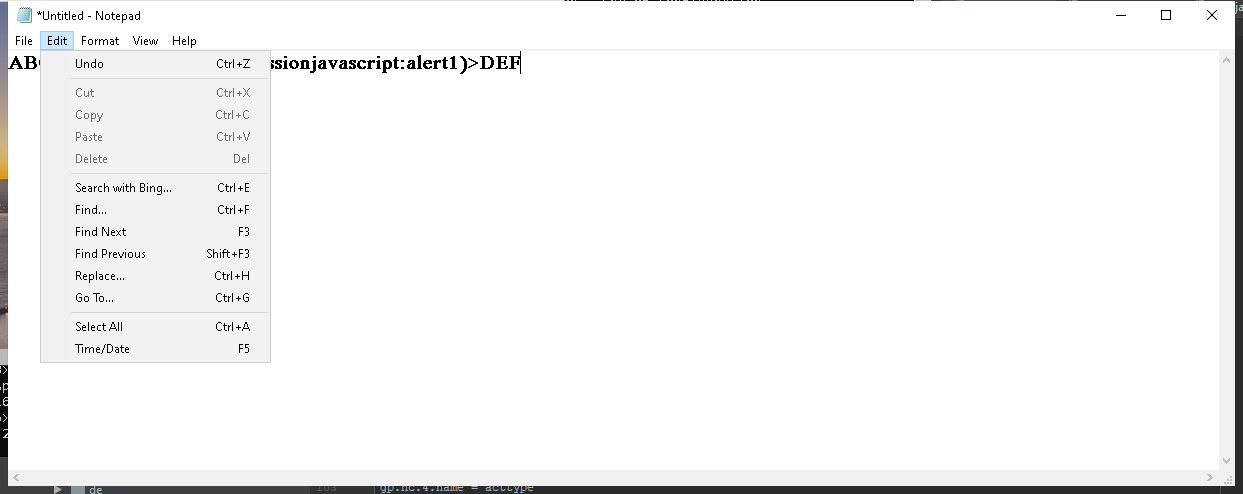 *Untitled - Notepad
File Edit Format View Help
ssionjavascript:alert1)>DEF
Undo Ctrl+Z
Cut Ctrl+X
Copy Ctrl+C
Paste Ctrl+V
Delete Del
Search with Bing... Ctrl+E
Find... Ctrl+F
Find Next F3
Find Previous Shift+F3
Replace... Ctrl+H
Go To... Ctrl+G
Select All Ctrl+A
Time/Date F5
de
gp.nc.4.name = acttype